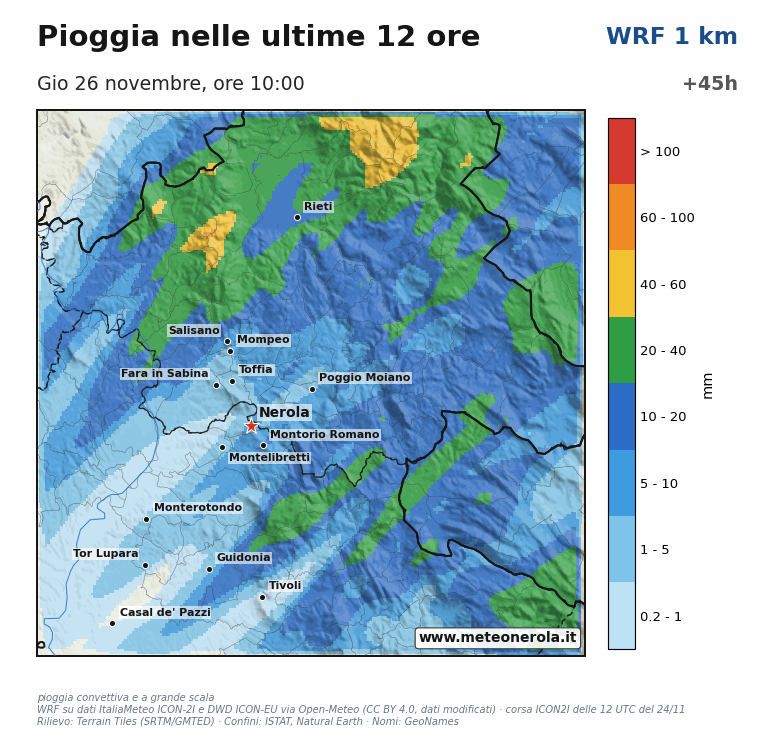 Pioggia nelle ultime 12 ore
WRF 1 km
Gio 26 novembre, ore 10:00
+45h
> 100
60 - 100
40 - 60
20 - 40
10 - 20
5 - 10
1 - 5
0.2 - 1
mm
Rieti
Salisano
Mompeo
Toffia
Fara in Sabina
Poggio Moiano
Nerola
Montorio Romano
Montelibretti
Monterotondo
Tor Lupara
Guidonia
Tivoli
Casal de' Pazzi
www.meteonerola.it
pioggia convettiva e a grande scala
WRF su dati ItaliaMeteo ICON-2I e DWD ICON-EU via Open-Meteo (CC BY 4.0, dati modificati) · corsa ICON2I delle 12 UTC del 24/11
Rilievo: Terrain Tiles (SRTM/GMTED) · Confini: ISTAT, Natural Earth · Nomi: GeoNames